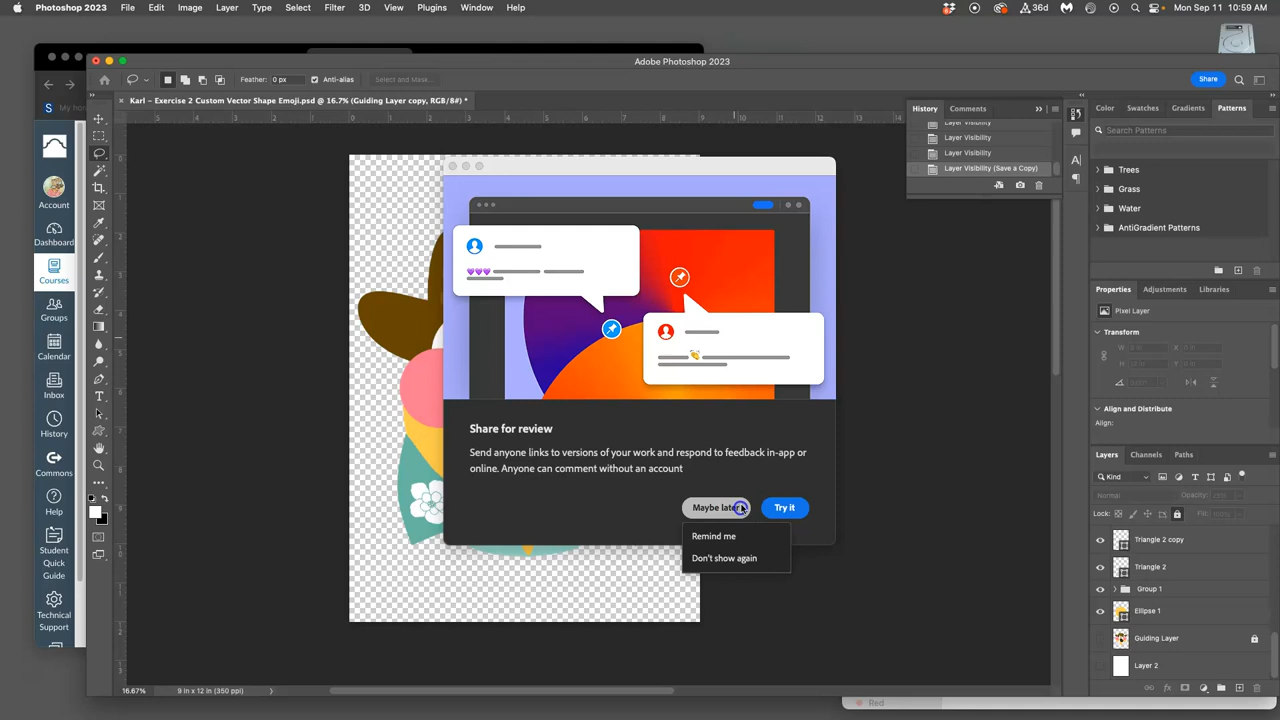 Photoshop 2023 File Edit Image Layer Type Select Filter 3D View Plugins Window Help 36d Mon Sep 11 10:59 AM
Adobe Photoshop 2023
Feather: 0 px Anti-alias Select and Mask... Share
× Karl – Exercise 2 Custom Vector Shape Emoji.psd @ 16.7% (Guiding Layer copy, RGB/8#) *
My ho
Account
Dashboard
Courses
Groups
Calendar
Inbox
History
Commons
Help
Student
Quick
Guide
Technical
Support
Share for review
Send anyone links to versions of your work and respond to feedback in-app or
online. Anyone can comment without an account
Maybe later Try it
Remind me
Don't show again
16.67% 9 in x 12 in (350 ppi)
History Comments
Layer Visibility
Layer Visibility
Layer Visibility
Layer Visibility (Save a Copy)
Color Swatches Gradients Patterns
Search Patterns
Trees
Grass
Water
AntiGradient Patterns
Properties Adjustments Libraries
Pixel Layer
Transform
Align and Distribute
Align:
Layers Channels Paths
Kind
Normal Opacity:
Lock: Fill:
Triangle 2 copy
Triangle 2
Group 1
Ellipse 1
Guiding Layer
Layer 2
Red